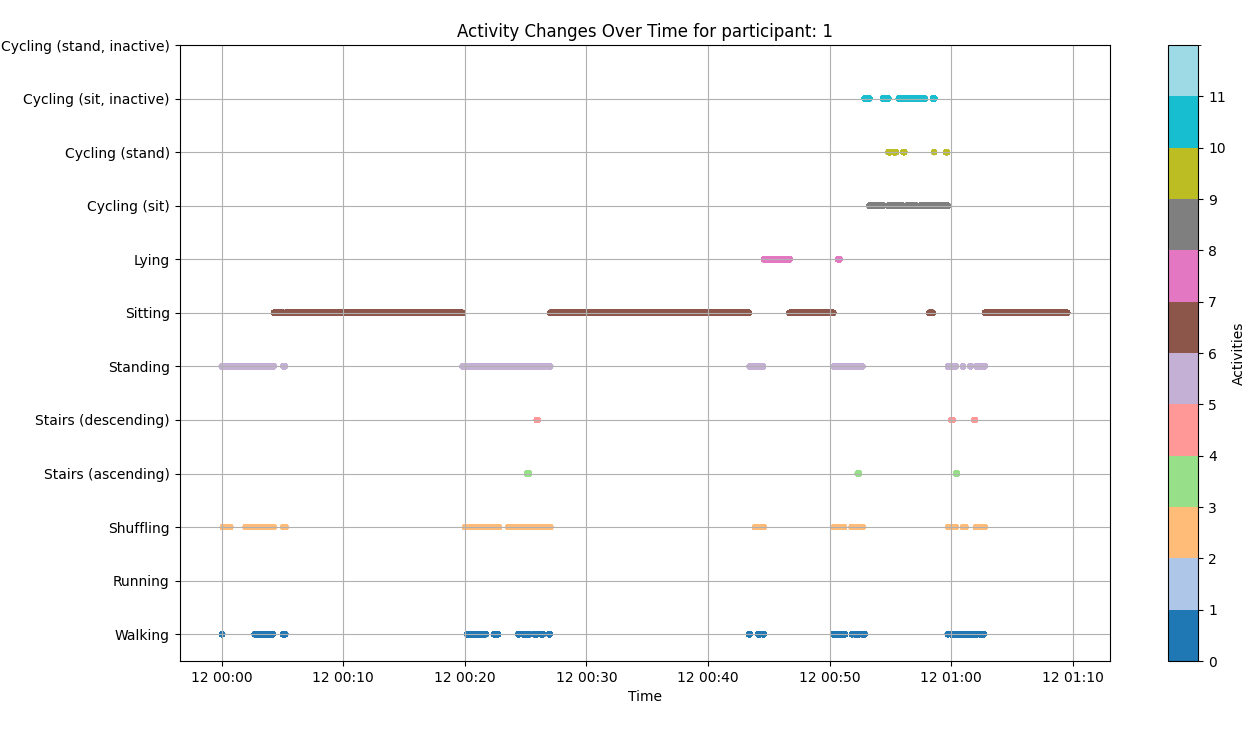 Activity Changes Over Time for participant: 1
Cycling (stand, inactive)
Cycling (sit, inactive)
Cycling (stand)
Cycling (sit)
Lying
Sitting
Standing
Stairs (descending)
Stairs (ascending)
Shuffling
Running
Walking
12 00:00 12 00:10 12 00:20 12 00:30 12 00:40 12 00:50 12 01:00 12 01:10
Time
11
10
9
8
7
6
5
4
3
2
1
0
Activities